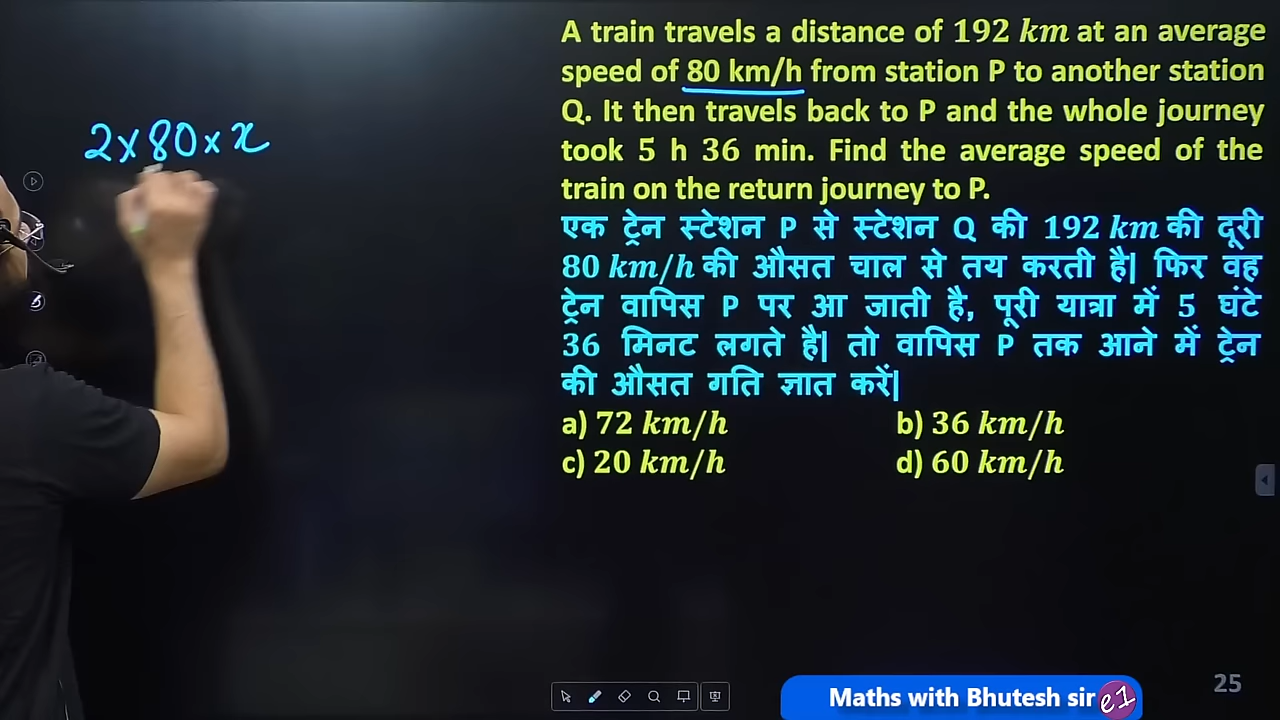 2×80×x
A train travels a distance of 192 km at an average
speed of 80 km/h from station P to another station
Q. It then travels back to P and the whole journey
took 5 h 36 min. Find the average speed of the
train on the return journey to P.
एक ट्रेन स्टेशन P से स्टेशन Q की 192 km की दूरी
80 km/h की औसत चाल से तय करती है| फिर वह
ट्रेन वापिस P पर आ जाती है, पूरी यात्रा में 5 घंटे
36 मिनट लगते है| तो वापिस P तक आने में ट्रेन
की औसत गति ज्ञात करें|
a) 72 km/h b) 36 km/h
c) 20 km/h d) 60 km/h
25
Maths with Bhutesh sir e1